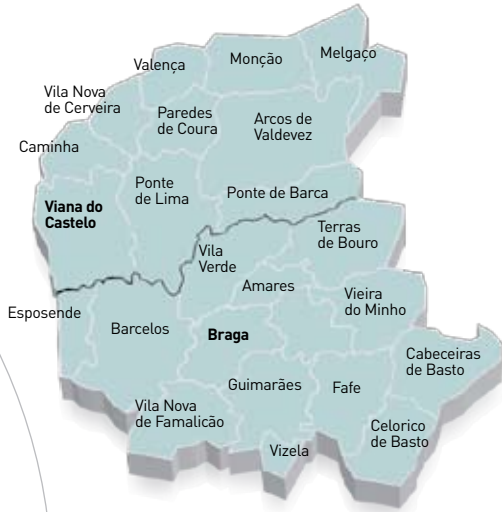 Melgaço
Monção
Valença
Vila Nova
de Cerveira
Paredes
de Coura
Arcos de
Valdevez
Caminha
Ponte
de Lima
Ponte de Barca
Viana do
Castelo
Terras
de Bouro
Vila
Verde
Amares
Vieira
do Minho
Esposende
Barcelos
Braga
Cabeceiras
de Basto
Guimarães
Fafe
Vila Nova
de Famalicão
Celorico
de Basto
Vizela